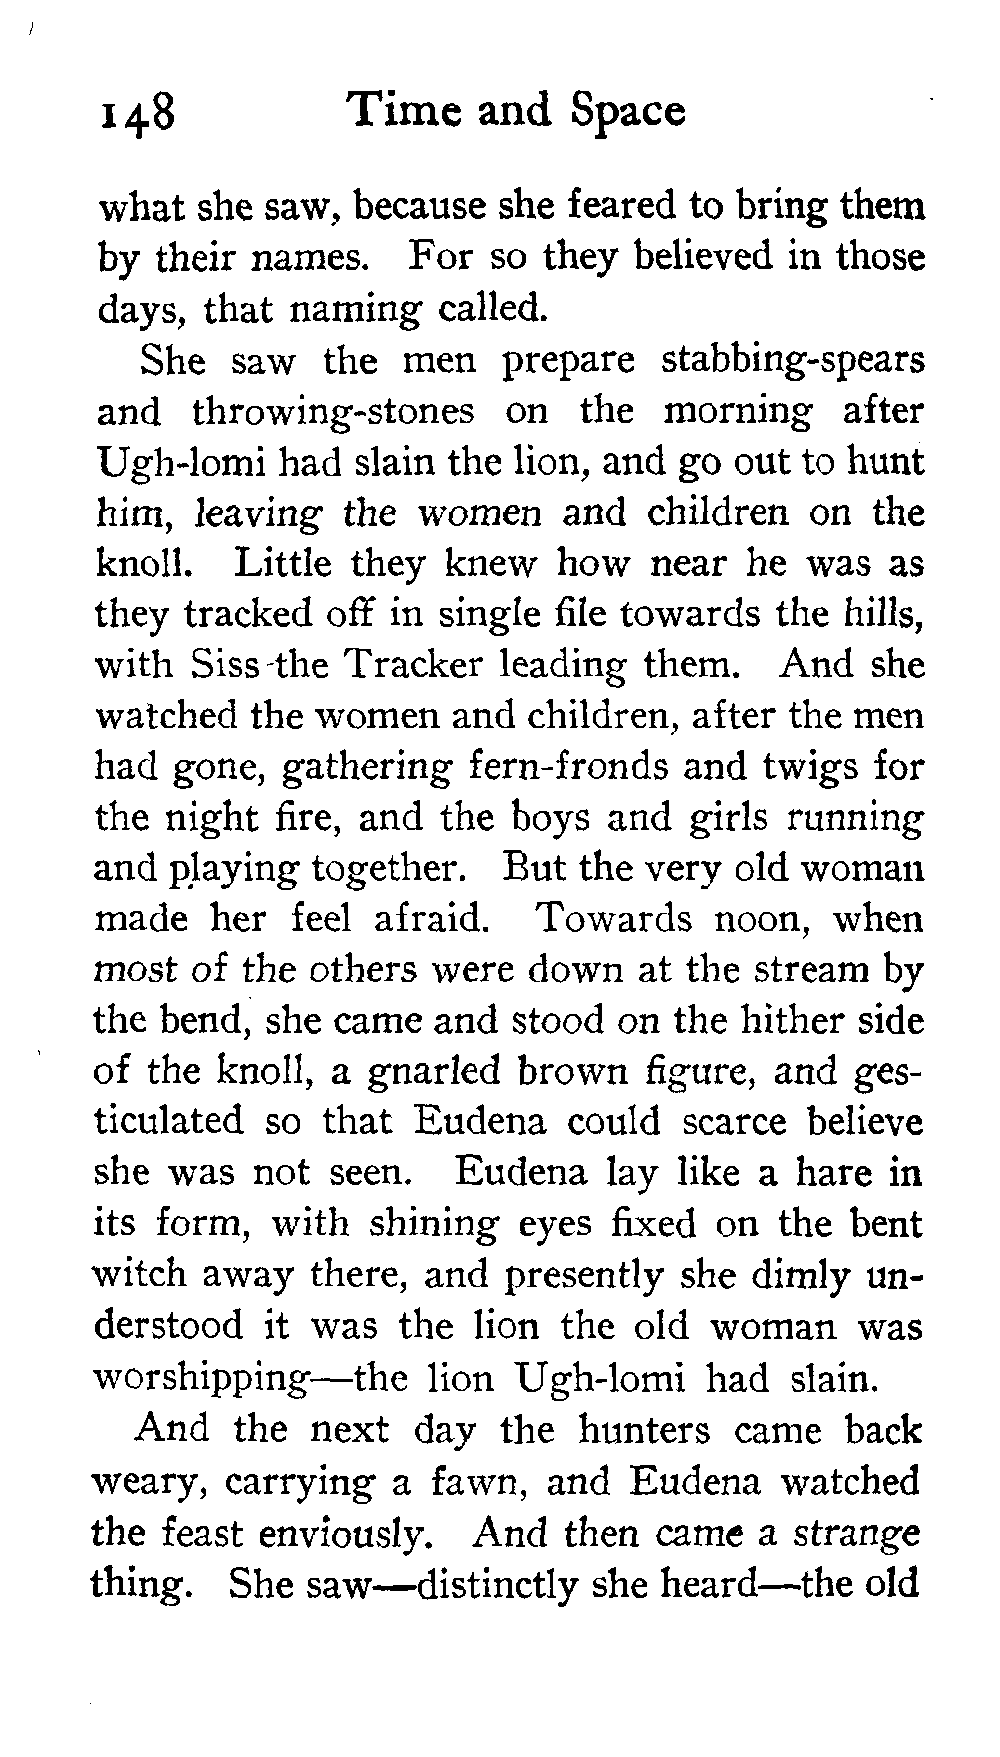 148 Time and Space
what she saw, because she feared to bring them
by their names. For so they believed in those
days, that naming called.
She saw the men prepare stabbing-spears
and throwing-stones on the morning after
Ugh-lomi had slain the lion, and go out to hunt
him, leaving the women and children on the
knoll. Little they knew how near he was as
they tracked off in single file towards the hills,
with Siss the Tracker leading them. And she
watched the women and children, after the men
had gone, gathering fern-fronds and twigs for
the night fire, and the boys and girls running
and playing together. But the very old woman
made her feel afraid. Towards noon, when
most of the others were down at the stream by
the bend, she came and stood on the hither side
of the knoll, a gnarled brown figure, and ges-
ticulated so that Eudena could scarce believe
she was not seen. Eudena lay like a hare in
its form, with shining eyes fixed on the bent
witch away there, and presently she dimly un-
derstood it was the lion the old woman was
worshipping—the lion Ugh-lomi had slain.
And the next day the hunters came back
weary, carrying a fawn, and Eudena watched
the feast enviously. And then came a strange
thing. She saw—distinctly she heard—the old